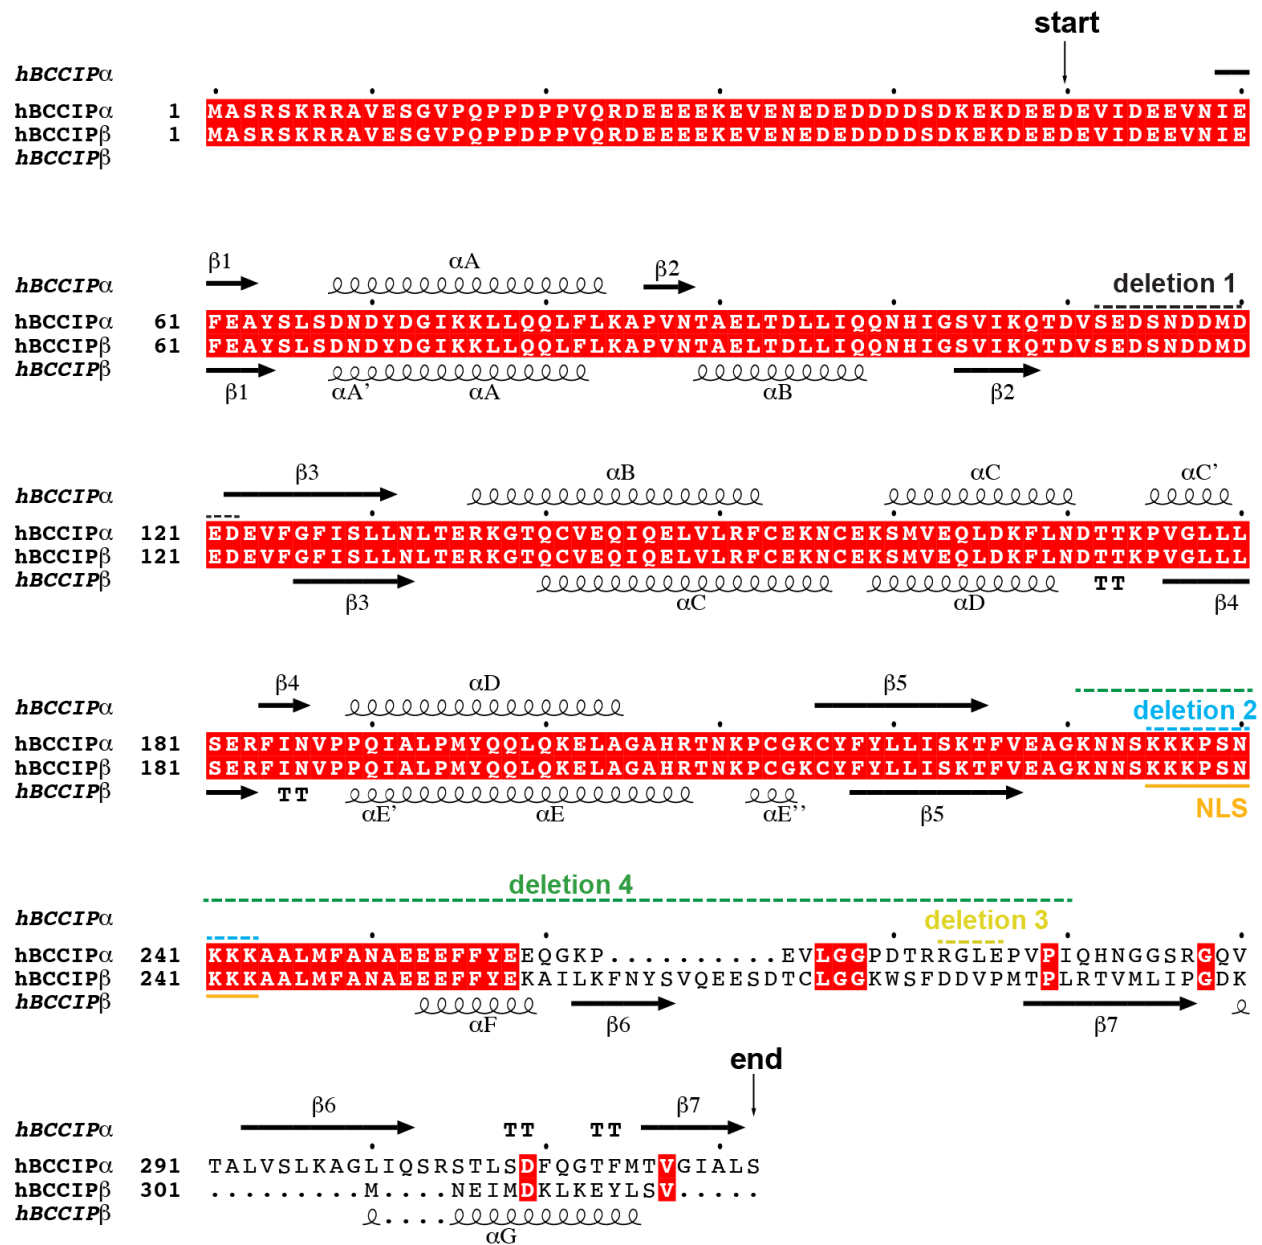 start
hBCCIPα
hBCCIPα 1 MASRSKRRAVESGVPQPPDPPVQRDEEEEKEVENEDEDDDDSDKEKDEEDEVIDEEVNIE
hBCCIPβ 1 MASRSKRRAVESGVPQPPDPPVQRDEEEEKEVENEDEDDDDSDKEKDEEDEVIDEEVNIE
hBCCIPβ
β1 αA β2
hBCCIPα deletion 1
hBCCIPα 61 FEAYSLSDNDYDGIKKLLQQLFLKAPVNTAELTDLLIQQNHIGSVIKQTDVSEDSNDDMD
hBCCIPβ 61 FEAYSLSDNDYDGIKKLLQQLFLKAPVNTAELTDLLIQQNHIGSVIKQTDVSEDSNDDMD
hBCCIPβ
β1 αA’ αA αB β2
β3 αB αC αC’
hBCCIPα
hBCCIPα 121 EDEVFGFISLLNLTERKGTQCVEQIQELVLRFCEKNCEKSMVEQLDKFLNDTTKPVGLLL
hBCCIPβ 121 EDEVFGFISLLNLTERKGTQCVEQIQELVLRFCEKNCEKSMVEQLDKFLNDTTKPVGLLL
hBCCIPβ TT
β3 αC αD β4
β4 αD β5
hBCCIPα deletion 2
hBCCIPα 181 SERFINVPPQIALPMYQQLQKELAGAHRTNKPCGKCYFYLLISKTFVEAGKNNSKKKPSN
hBCCIPβ 181 SERFINVPPQIALPMYQQLQKELAGAHRTNKPCGKCYFYLLISKTFVEAGKNNSKKKPSN
hBCCIPβ TT
αE’ αE αE’’ β5 NLS
deletion 4
hBCCIPα deletion 3
hBCCIPα 241 KKKAALMFANAEEEFFYEEQGKP..........EVLGGPDTRRGLEPVPIQHNGGSRGQV
hBCCIPβ 241 KKKAALMFANAEEEFFYEKAILKFNYSVQEESDTCLGGKWSFDDVPMTPLRTVMLIPGDK
hBCCIPβ
αF β6 β7
end
β6 β7
hBCCIPα TT TT
hBCCIPα 291 TALVSLKAGLIQSRSTLSDFQGTFMTVGIALS
hBCCIPβ 301 .........M....NEIMDKLKEYLSV.....
hBCCIPβ ....
αG